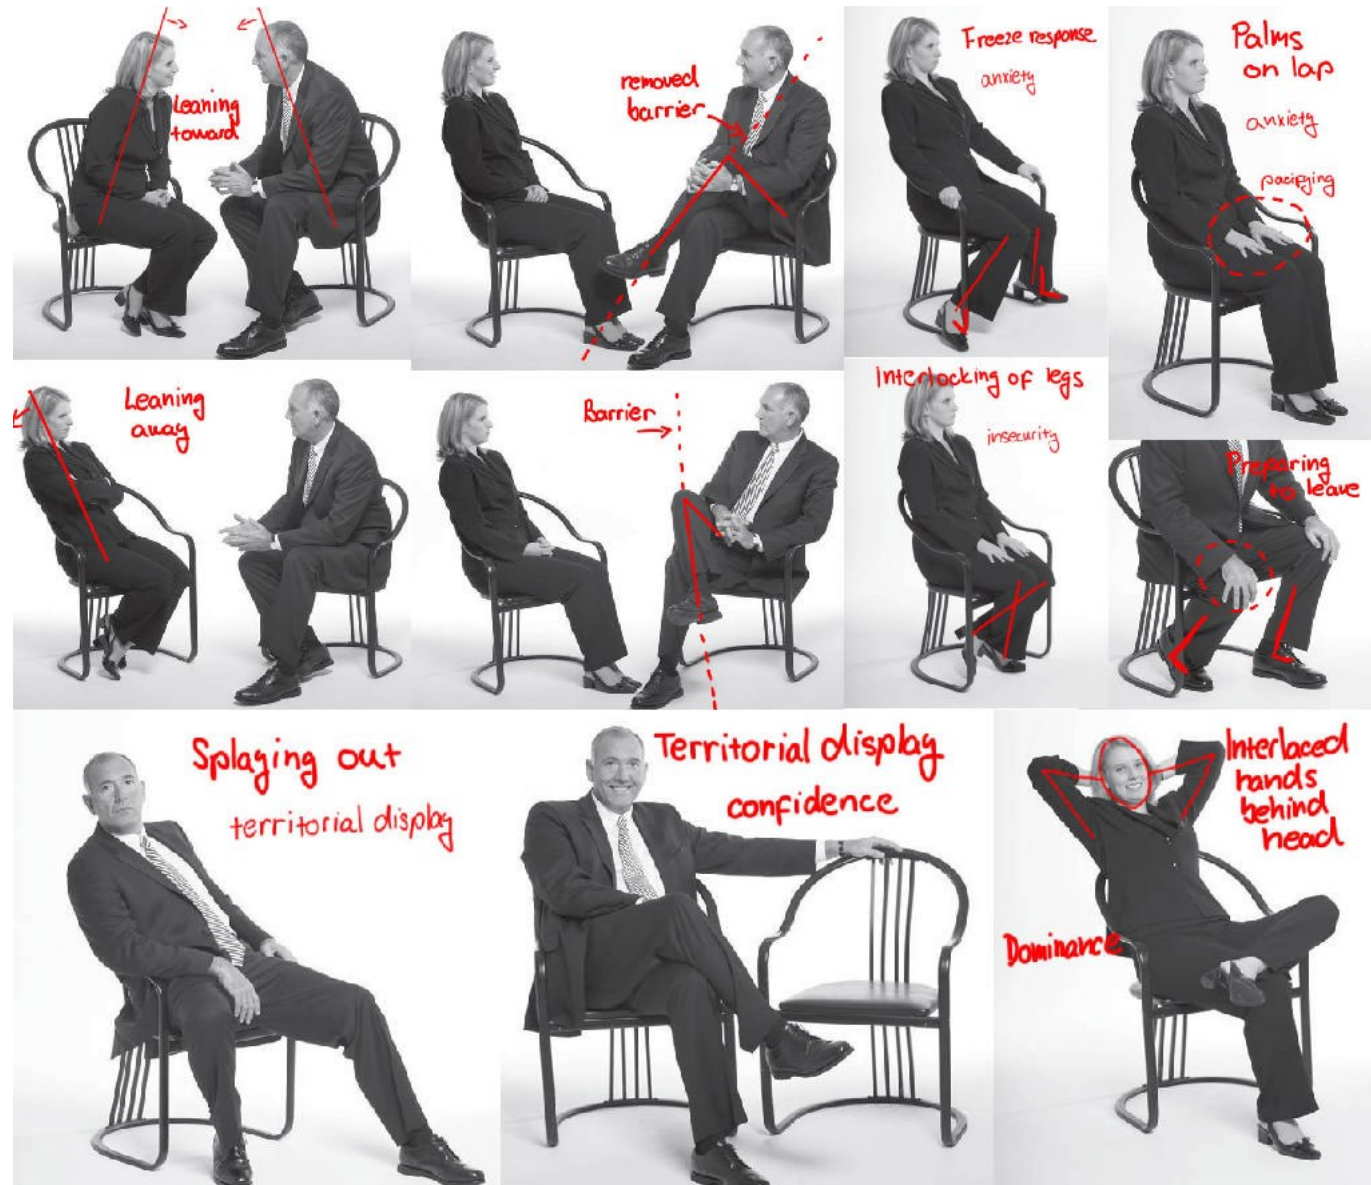 Leaning
toward
removed
barrier
Freeze response
anxiety
Palms
on lap
anxiety
pacifying
Leaning
away
Barrier
Interlocking of legs
insecurity
Preparing
to leave
Splaying out
territorial display
Territorial display
confidence
Interlaced
hands
behind
head
Dominance